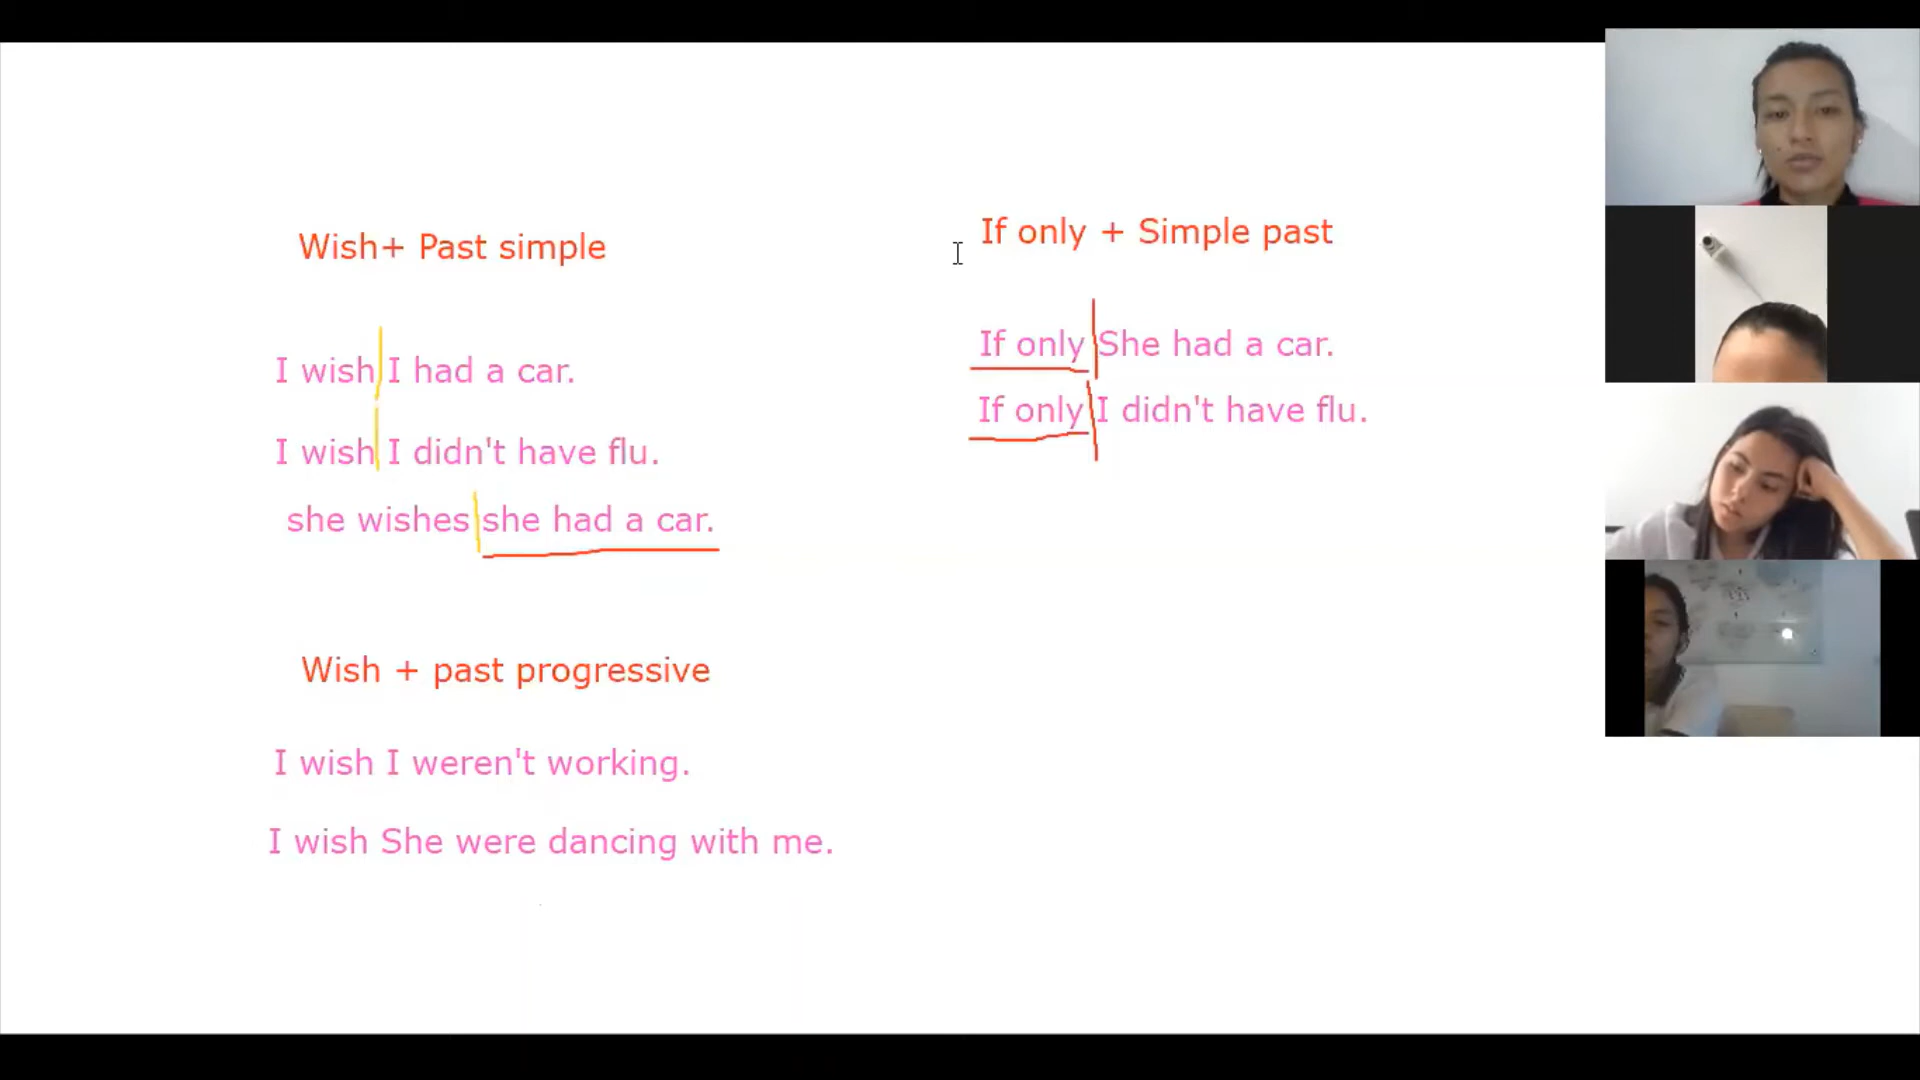 Wish+ Past simple
I wish I had a car.
I wish I didn't have flu.
she wishes she had a car.
Wish + past progressive
I wish I weren't working.
I wish She were dancing with me.
If only + Simple past
If only She had a car.
If only I didn't have flu.